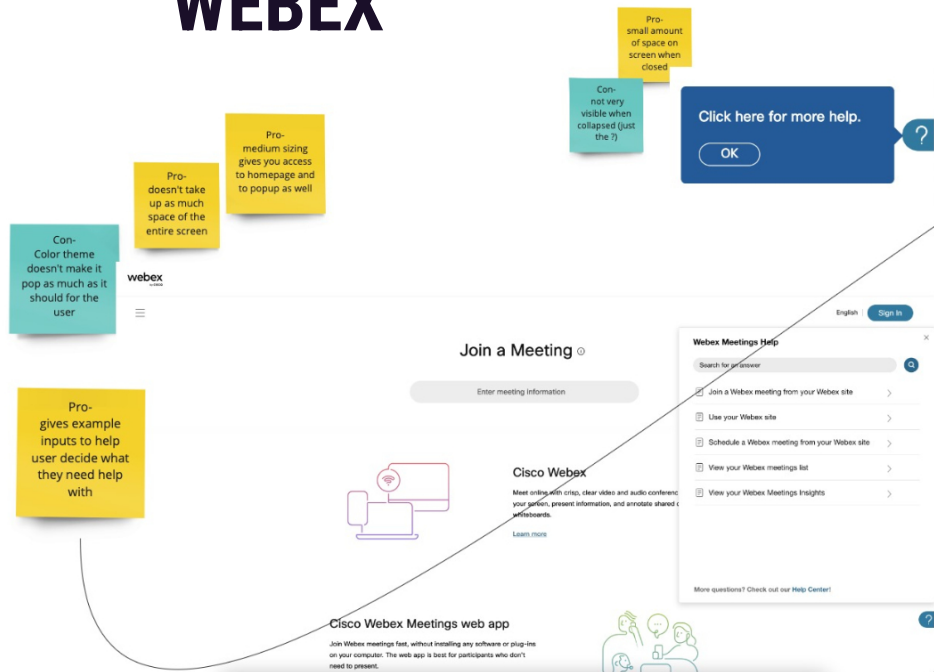 WEBEX
Pro-
small amount
of space on
screen when
closed
Con-
not very
visible when
collapsed (just
the ?)
Click here for more help.
OK
?
Pro-
medium sizing
gives you access
to homepage and
to popup as well
Pro-
doesn't take
up as much
space of the
entire screen
Con-
Color theme
doesn't make it
pop as much as it
should for the
user
webex
by CISCO
English
Sign In
Join a Meeting
Enter meeting information
Webex Meetings Help
Search for an answer
Join a Webex meeting from your Webex site
Use your Webex site
Schedule a Webex meeting from your Webex site
View your Webex meetings list
View your Webex Meetings Insights
More questions? Check out our Help Center!
Pro-
gives example
inputs to help
user decide what
they need help
with
Cisco Webex
Meet online with crisp, clear video and audio conferenc
your screen, present information, and annotate shared
whiteboards.
Learn more
?
Cisco Webex Meetings web app
Join Webex meetings fast, without installing any software or plug-ins
on your computer. The web app is best for participants who don't
need to present.